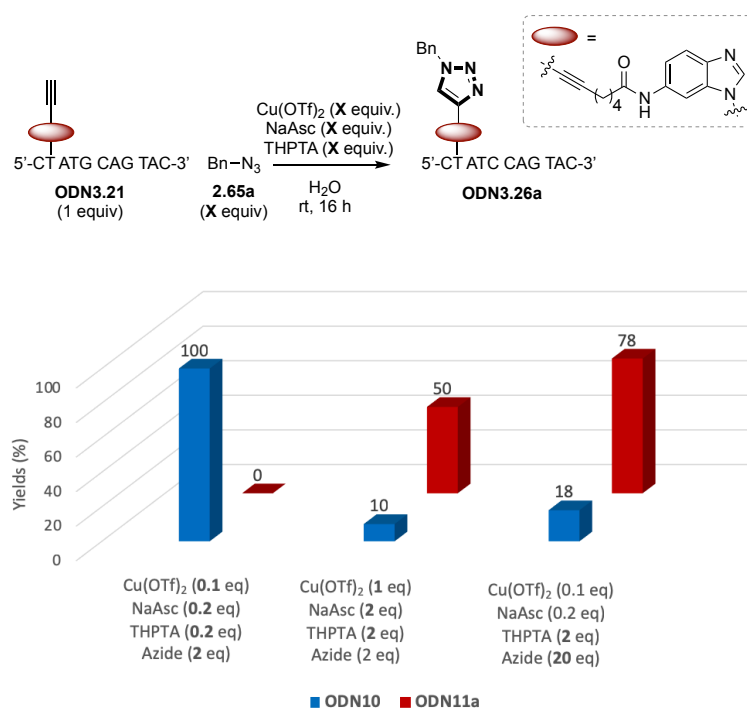 =
O
N
N
H
N
4
Bn
N
N
N
Cu(OTf)₂ (X equiv.)
NaAsc (X equiv.)
THPTA (X equiv.)
5'-CT ATG CAG TAC-3'
Bn–N₃
H₂O
5'-CT ATC CAG TAC-3'
ODN3.21
2.65a
rt, 16 h
ODN3.26a
(1 equiv)
(X equiv)
100
78
50
0
10
18
Yields (%)
100
80
60
40
20
0
Cu(OTf)₂ (0.1 eq)
NaAsc (0.2 eq)
THPTA (0.2 eq)
Azide (2 eq)
Cu(OTf)₂ (1 eq)
NaAsc (2 eq)
THPTA (2 eq)
Azide (2 eq)
Cu(OTf)₂ (0.1 eq)
NaAsc (0.2 eq)
THPTA (2 eq)
Azide (20 eq)
ODN10
ODN11a